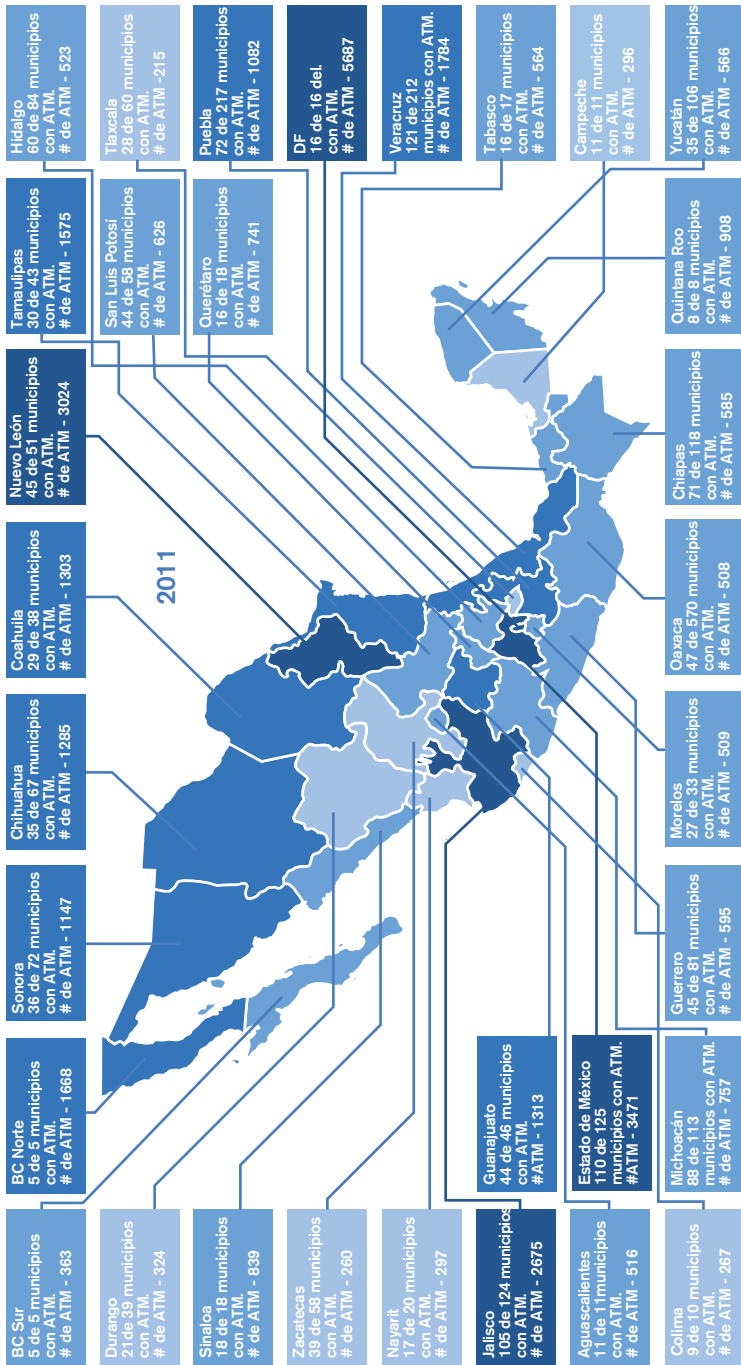 BC Sur
5 de 5 municipios
con ATM.
# de ATM - 363
BC Norte
5 de 5 municipios
con ATM.
# de ATM - 1668
Sonora
36 de 72 municipios
con ATM.
# de ATM - 1147
Chihuahua
35 de 67 municipios
con ATM.
# de ATM - 1285
Coahuila
29 de 38 municipios
con ATM.
# de ATM - 1303
Nuevo León
45 de 51 municipios
con ATM.
# de ATM - 3024
Tamaulipas
30 de 43 municipios
con ATM.
# de ATM - 1575
Hidalgo
60 de 84 municipios
con ATM.
# de ATM - 523
Durango
21 de 39 municipios
con ATM.
# de ATM - 324
San Luis Potosí
44 de 58 municipios
con ATM.
# de ATM - 626
Tlaxcala
28 de 60 municipios
con ATM.
# de ATM -215
2011
Sinaloa
18 de 18 municipios
con ATM.
# de ATM - 839
Querétaro
16 de 18 municipios
con ATM.
# de ATM - 741
Puebla
72 de 217 municipios
con ATM.
# de ATM - 1082
Zacatecas
39 de 58 municipios
con ATM.
# de ATM - 260
DF
16 de 16 del.
con ATM.
# de ATM - 5687
Nayarit
17 de 20 municipios
con ATM.
# de ATM - 297
Veracruz
121 de 212
municipios con ATM.
# de ATM - 1784
Jalisco
105 de 124 municipios
con ATM.
# de ATM - 2675
Guanajuato
44 de 46 municipios
con ATM.
#ATM - 1313
Tabasco
16 de 17 municipios
con ATM.
# de ATM - 564
Aguascalientes
11 de 11municipios
con ATM.
# de ATM - 516
Estado de México
110 de 125
municipios con ATM.
#ATM - 3471
Campeche
11 de 11 municipios
con ATM.
# de ATM - 296
Colima
9 de 10 municipios
con ATM.
# de ATM - 267
Michoacán
88 de 113
municipios con ATM.
# de ATM - 757
Guerrero
45 de 81 municipios
con ATM.
# de ATM - 595
Morelos
27 de 33 municipios
con ATM.
# de ATM - 509
Oaxaca
47 de 570 municipios
con ATM.
# de ATM - 508
Chiapas
71 de 118 municipios
con ATM.
# de ATM - 585
Quintana Roo
8 de 8 municipios
con ATM.
# de ATM - 908
Yucatán
35 de 106 municipios
con ATM.
# de ATM - 566